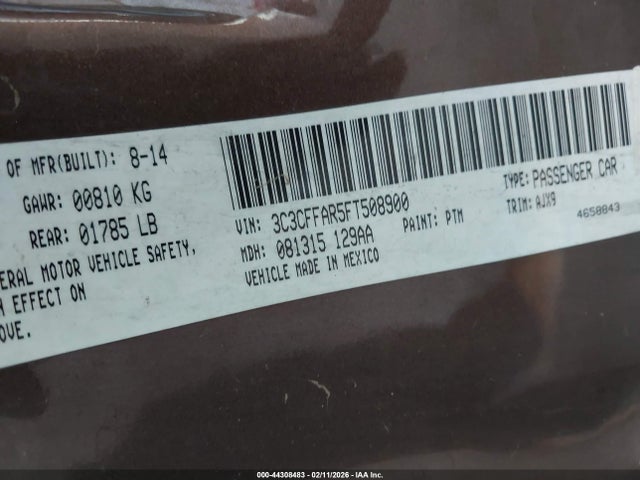 OF MFR(BUILT): 8-14
GAWR: 00810 KG
REAR: 01785 LB
ERAL MOTOR VEHICLE SAFETY,
N EFFECT ON
OVE.
VIN: 3C3CFFAR5FT508900
MDH: 081315 129AA
VEHICLE MADE IN MEXICO
PAINT: PTM
TYPE: PASSENGER CAR
TRIM: AJX9
4658843
000-44308483 - 02/11/2026 - IAA Inc.